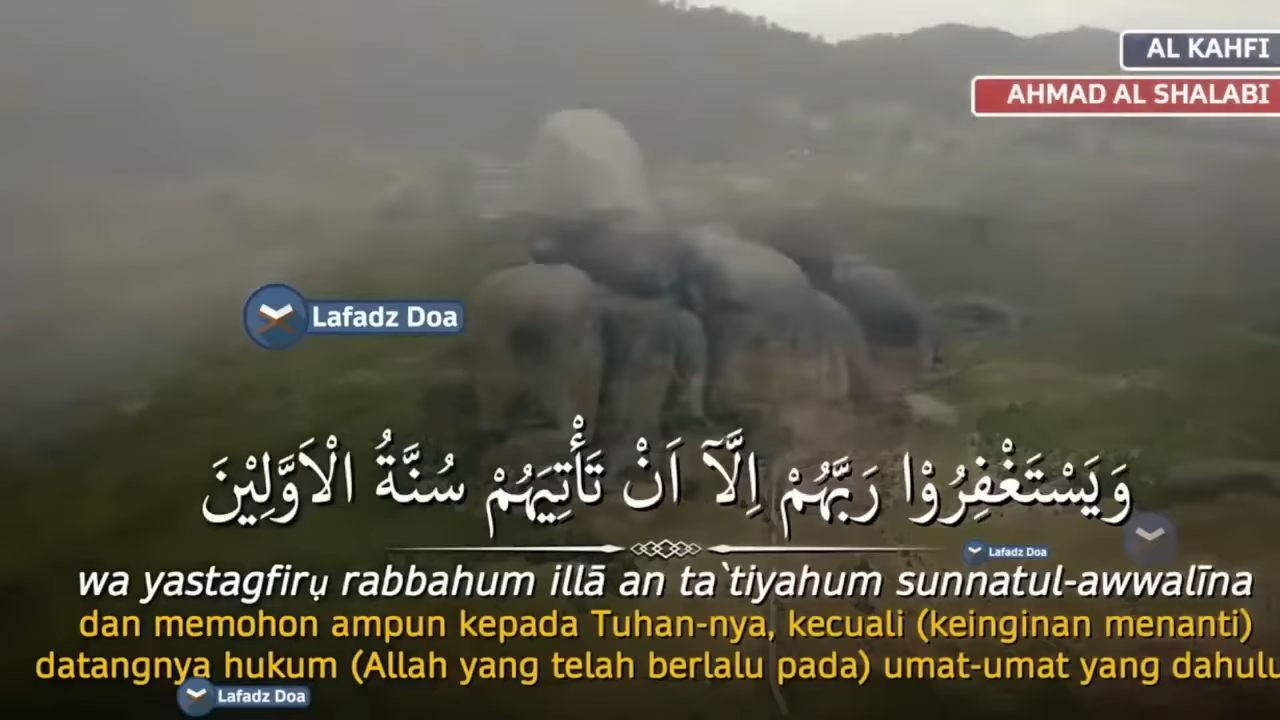 AL KAHFI
AHMAD AL SHALABI
Lafadz Doa
وَيَسْتَغْفِرُوْا رَبَّهُمْ اِلَّآ اَنْ تَأْتِيَهُمْ سُنَّةُ الْاَوَّلِيْنَ
Lafadz Doa
wa yastagfirụ rabbahum illā an ta`tiyahum sunnatul-awwalīna
dan memohon ampun kepada Tuhan-nya, kecuali (keinginan menanti)
datangnya hukum (Allah yang telah berlalu pada) umat-umat yang dahulu
Lafadz Doa